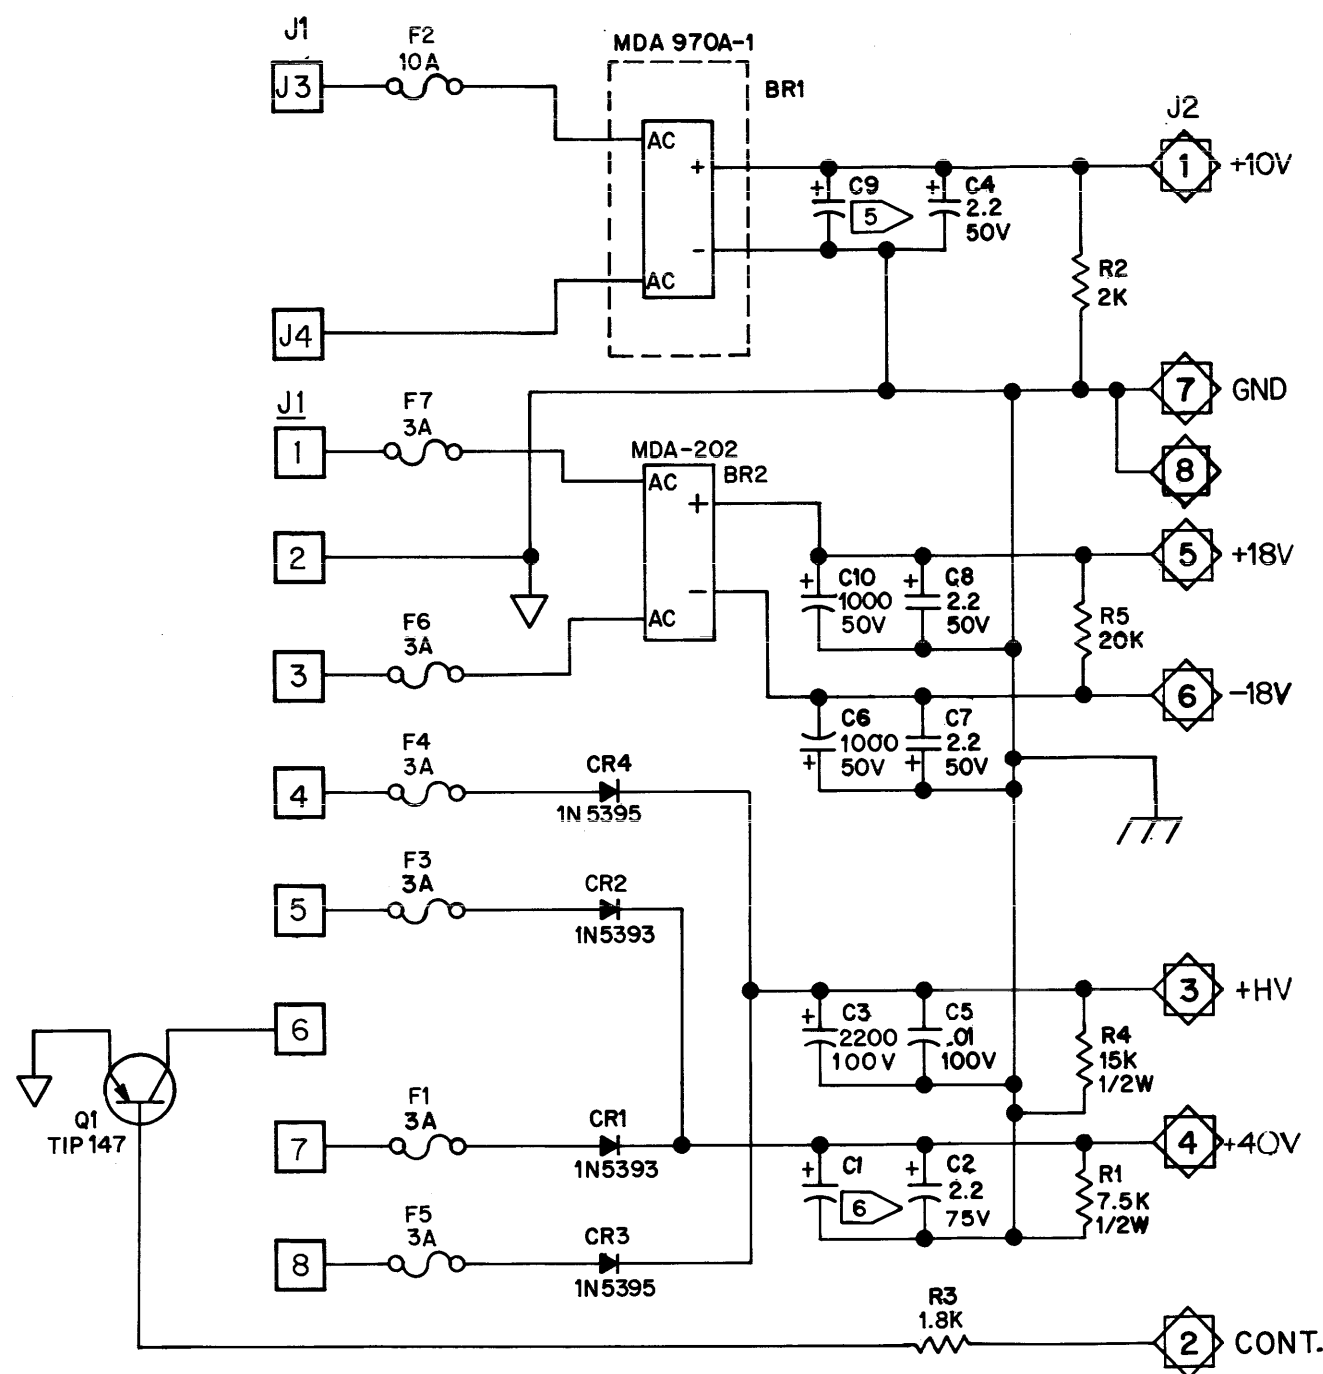 J1
J3
F2
10A
MDA 970A-1
BR1
AC
+
-
AC
J4
+
C9
5
+
C4
2.2
50V
J2
1
+10V
R2
2K
7
GND
8
J1
1
F7
3A
MDA-202
BR2
AC
+
-
AC
2
3
F6
3A
+
C10
1000
50V
+
C8
2.2
50V
5
+18V
R5
20K
6
-18V
C6
1000
50V
+
C7
2.2
50V
+
4
F4
3A
CR4
1N 5395
5
F3
3A
CR2
1N5393
6
Q1
TIP 147
7
F1
3A
CR1
1N5393
8
F5
3A
CR3
1N5395
+
C3
2200
100V
C5
.01
100V
3
+HV
R4
15K
1/2W
+
C1
6
+
C2
2.2
75V
4
+40V
R1
7.5K
1/2W
R3
1.8K
2
CONT.